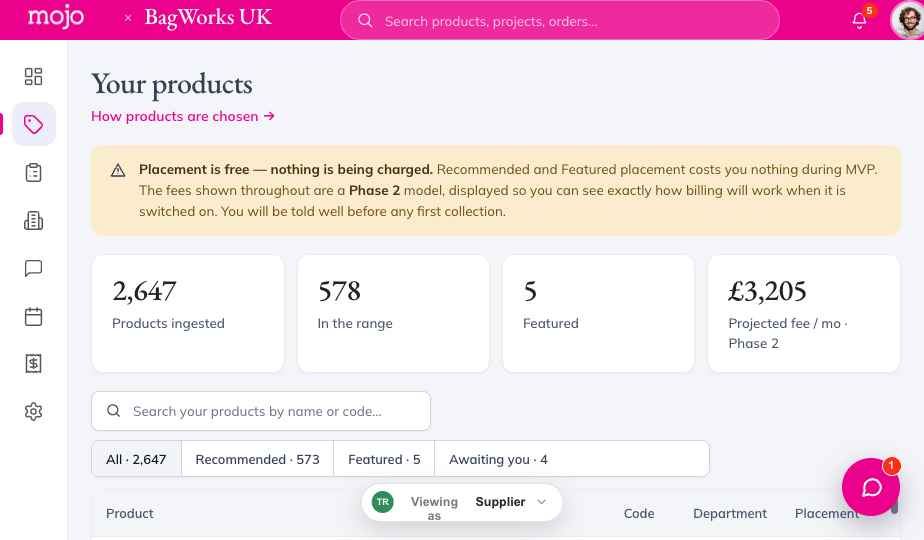 mojo
× BagWorks UK
Search products, projects, orders...
5
Your products
How products are chosen →
Placement is free — nothing is being charged. Recommended and Featured placement costs you nothing during MVP.
The fees shown throughout are a Phase 2 model, displayed so you can see exactly how billing will work when it is
switched on. You will be told well before any first collection.
2,647
Products ingested
578
In the range
5
Featured
£3,205
Projected fee / mo ·
Phase 2
Search your products by name or code...
All · 2,647
Recommended · 573
Featured · 5
Awaiting you · 4
1
TR
Viewing
as
Supplier
Product
Code
Department
Placement